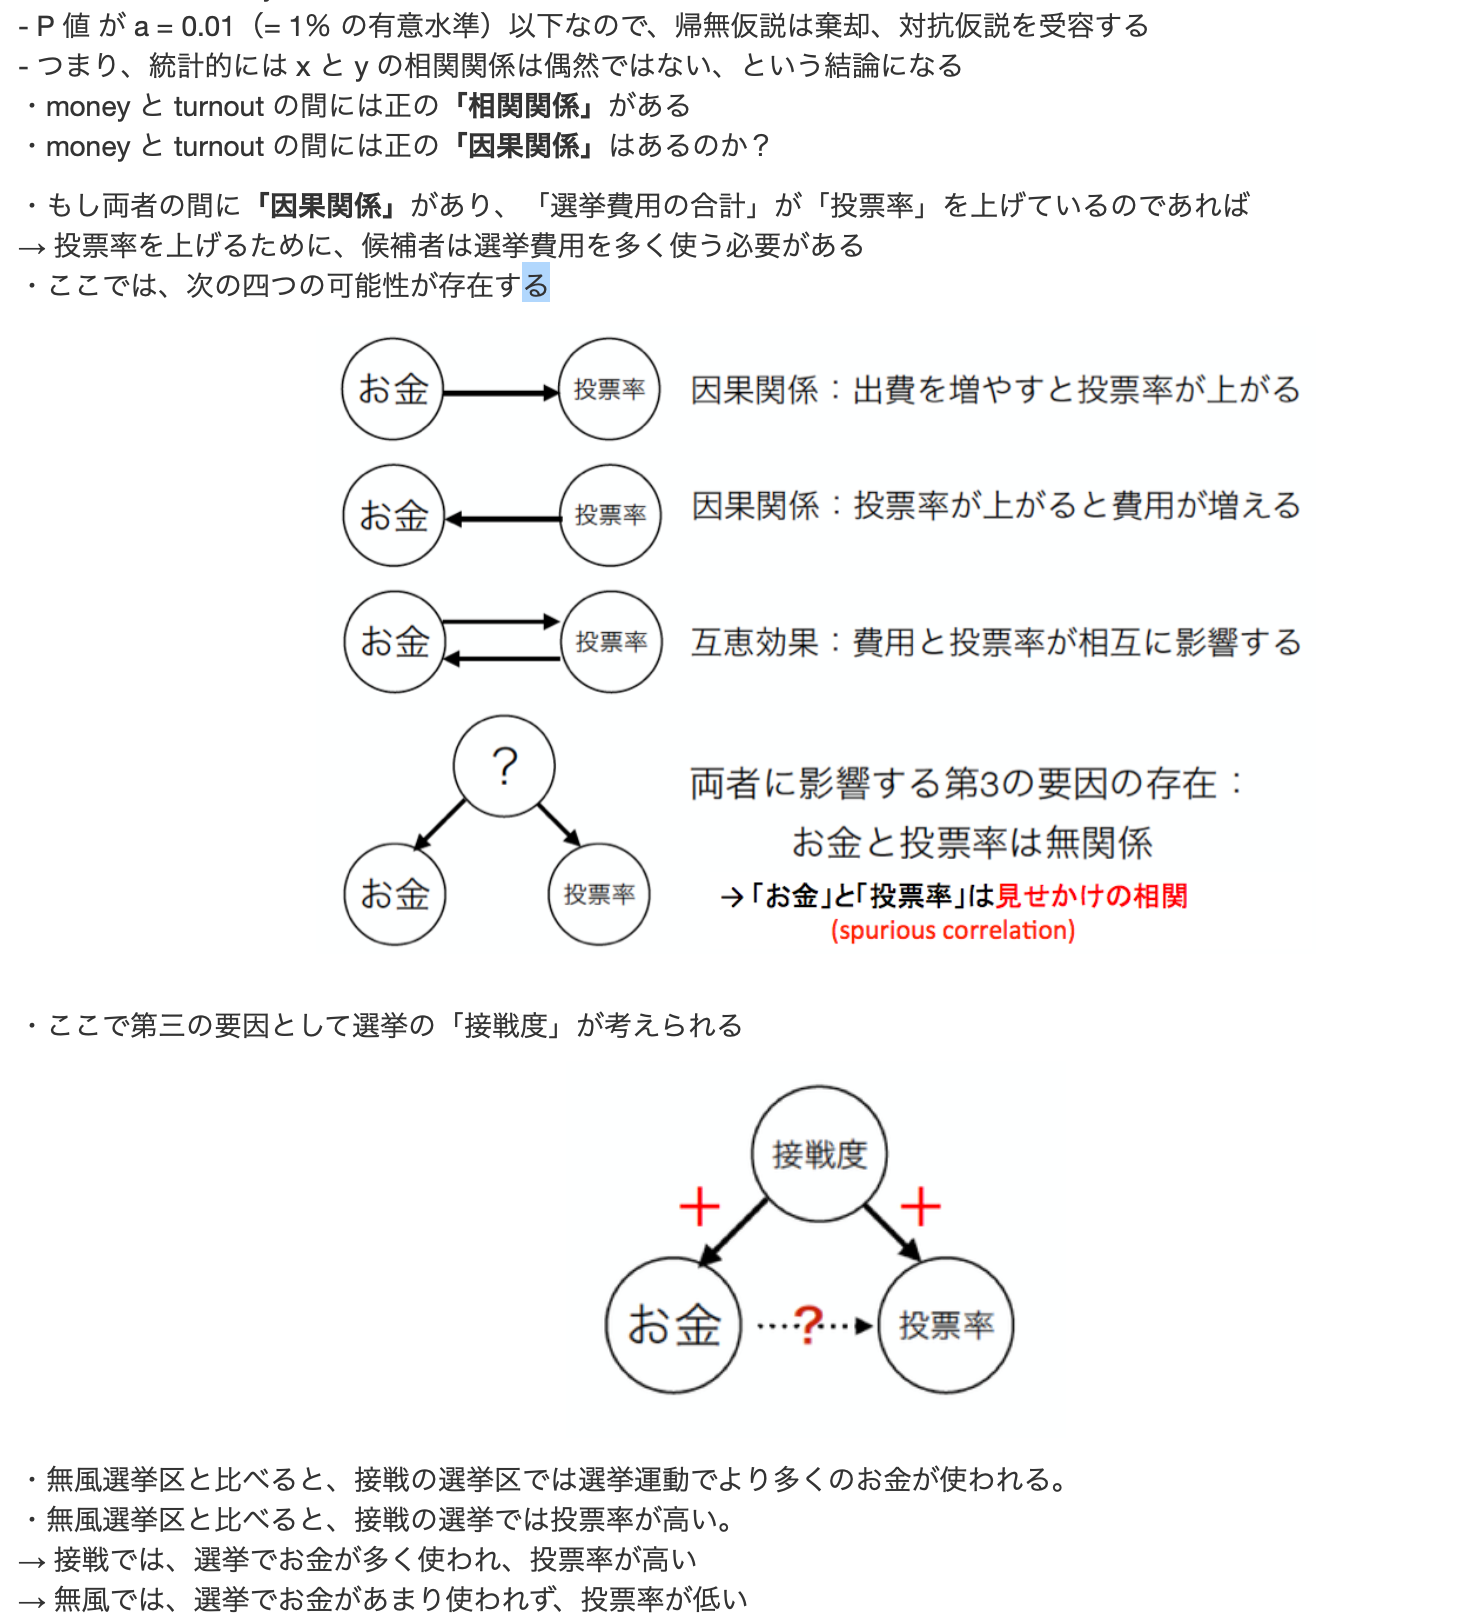 - P 値 が a = 0.01（= 1% の有意水準）以下なので、帰無仮説は棄却、対抗仮説を受容する
- つまり、統計的には x と y の相関関係は偶然ではない、という結論になる
・money と turnout の間には正の「相関関係」がある
・money と turnout の間には正の「因果関係」はあるのか？
・もし両者の間に「因果関係」があり、「選挙費用の合計」が「投票率」を上げているのであれば
→ 投票率を上げるために、候補者は選挙費用を多く使う必要がある
・ここでは、次の四つの可能性が存在する
お金 投票率 因果関係：出費を増やすと投票率が上がる
お金 投票率 因果関係：投票率が上がると費用が増える
お金 投票率 互恵効果：費用と投票率が相互に影響する
？
両者に影響する第3の要因の存在：
お金と投票率は無関係
お金 投票率 →「お金」と「投票率」は見せかけの相関
(spurious correlation)
・ここで第三の要因として選挙の「接戦度」が考えられる
接戦度
＋ ＋
お金 ? 投票率
・無風選挙区と比べると、接戦の選挙区では選挙運動でより多くのお金が使われる。
・無風選挙区と比べると、接戦の選挙では投票率が高い。
→ 接戦では、選挙でお金が多く使われ、投票率が高い
→ 無風では、選挙でお金があまり使われず、投票率が低い